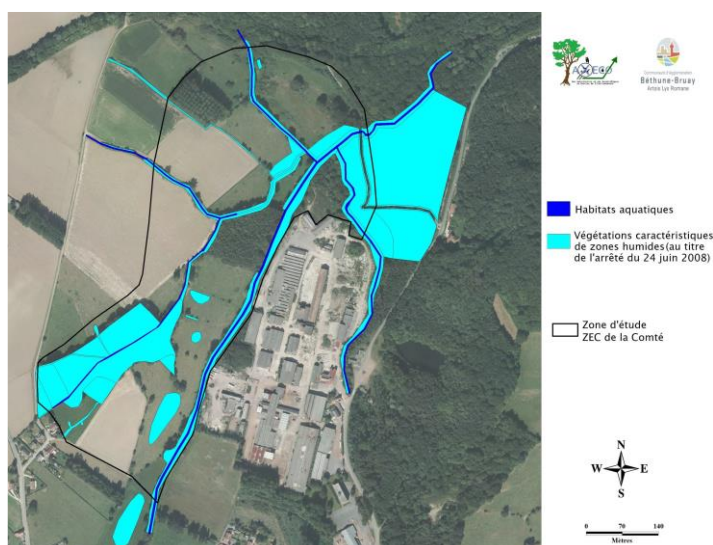 Béthune-Bruay
Artois Lys Romane
Habitats aquatiques
Végétations caractéristiques
de zones humides(au titre
de l'arrêté du 24 juin 2008)
Zone d'étude
ZEC de la Comté
N
W E
S
0 70 140
Mètres